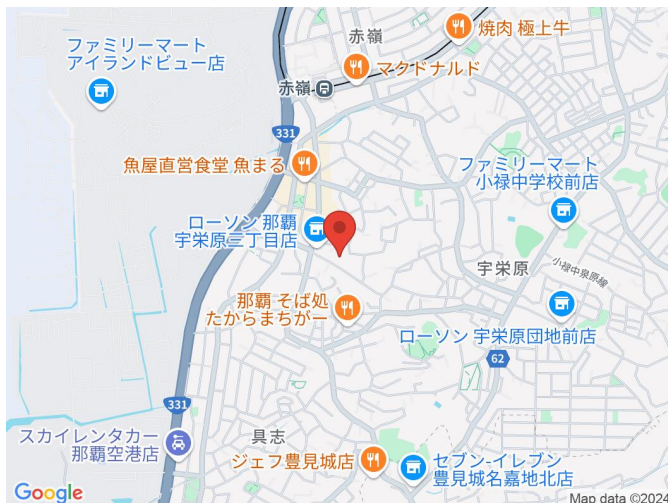 焼肉 極上牛
赤嶺
ファミリーマート
アイランドビュー店
マクドナルド
赤嶺
331
魚屋直営食堂 魚まる
ファミリーマート
小禄中学校前店
ローソン 那覇
宇栄原三丁目店
宇栄原
小禄中泉原線
那覇 そば処
たからまちがー
ローソン 宇栄原団地前店
62
331
スカイレンタカー
那覇空港店
具志
ジェフ豊見城店
セブン-イレブン
豊見城名嘉地北店
Google
Map data ©2024